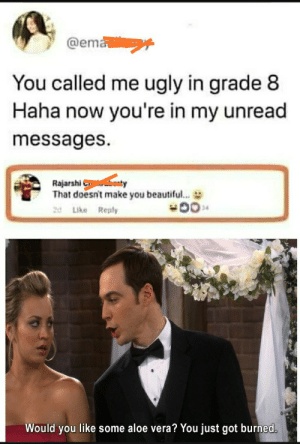 @ema
You called me ugly in grade 8
Haha now you're in my unread
messages.
Rajarshi
That doesn't make you beautiful...
2d Like Reply
Would you like some aloe vera? You just got burned.